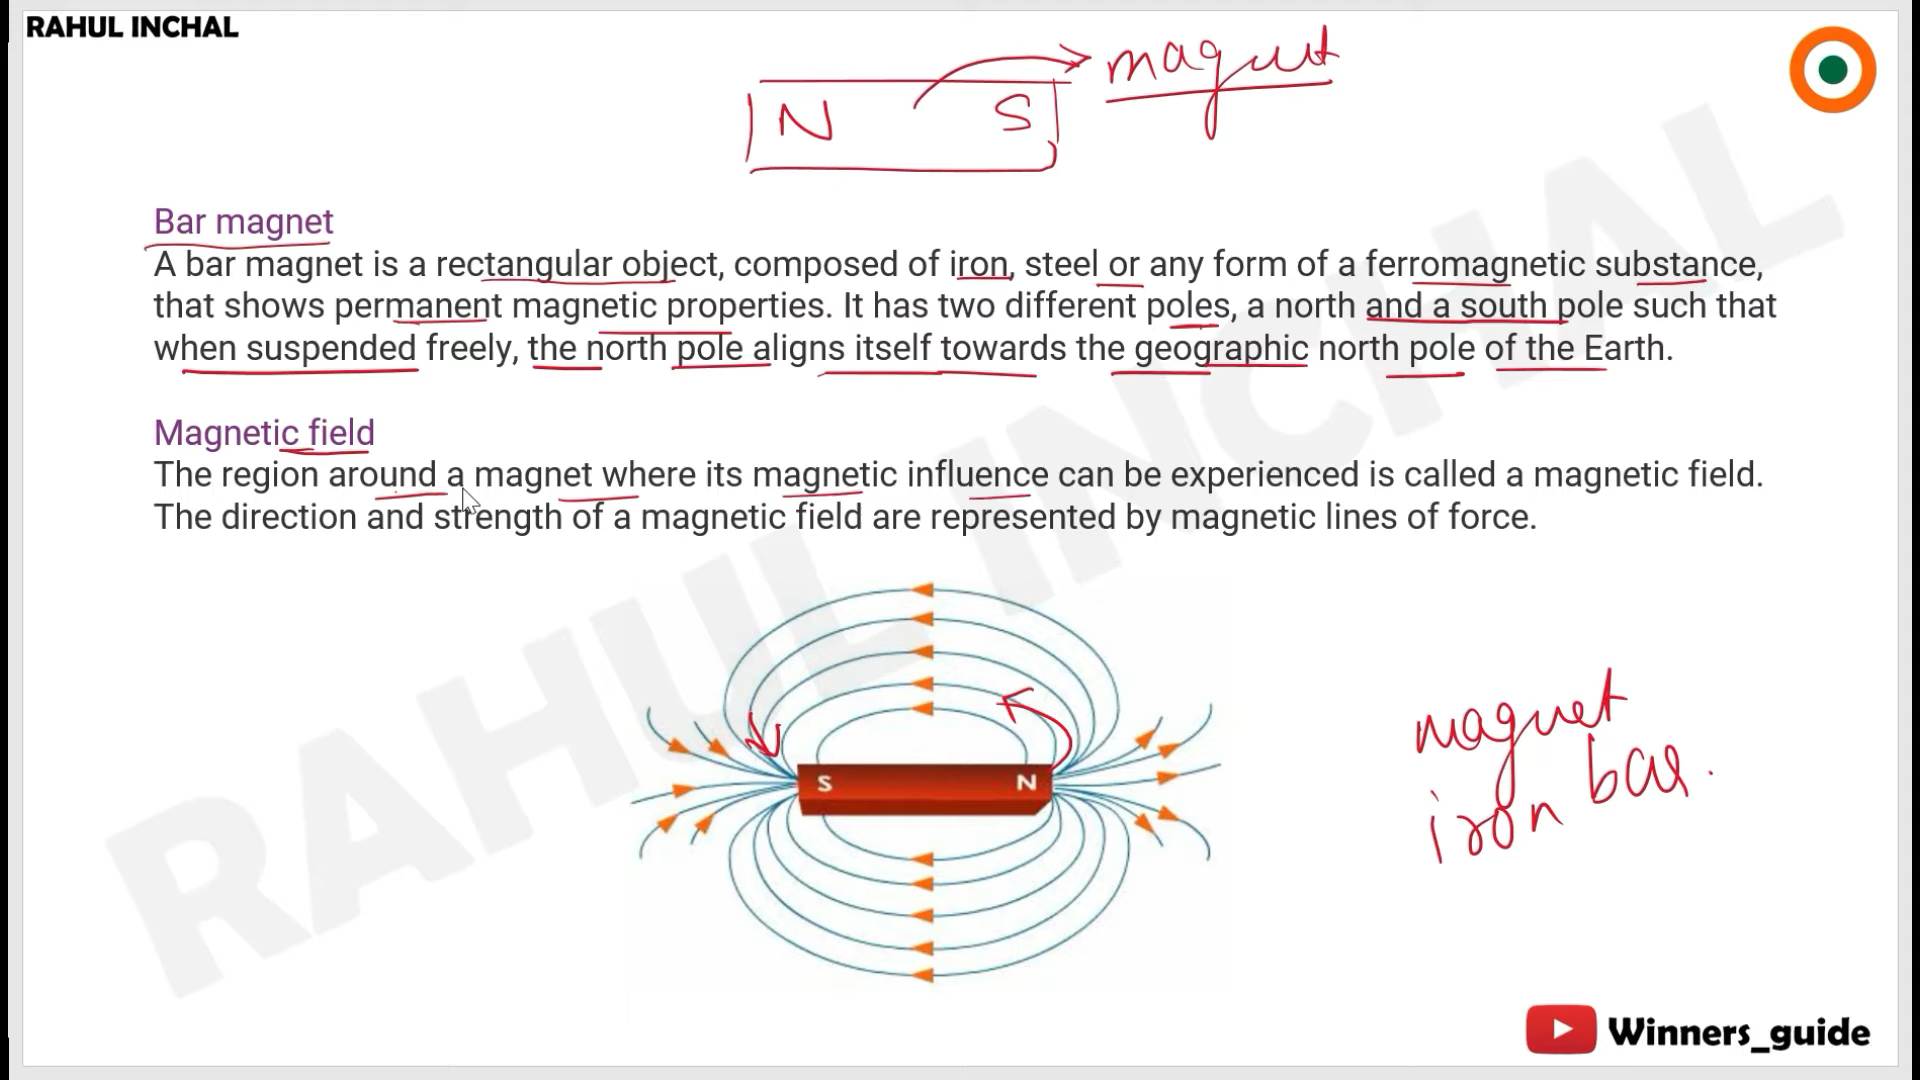 RAHUL INCHAL
magnet
N S
Bar magnet
A bar magnet is a rectangular object, composed of iron, steel or any form of a ferromagnetic substance,
that shows permanent magnetic properties. It has two different poles, a north and a south pole such that
when suspended freely, the north pole aligns itself towards the geographic north pole of the Earth.
Magnetic field
The region around a magnet where its magnetic influence can be experienced is called a magnetic field.
The direction and strength of a magnetic field are represented by magnetic lines of force.
RAHUL INCHAL
S N
magnet
iron bar.
Winners_guide